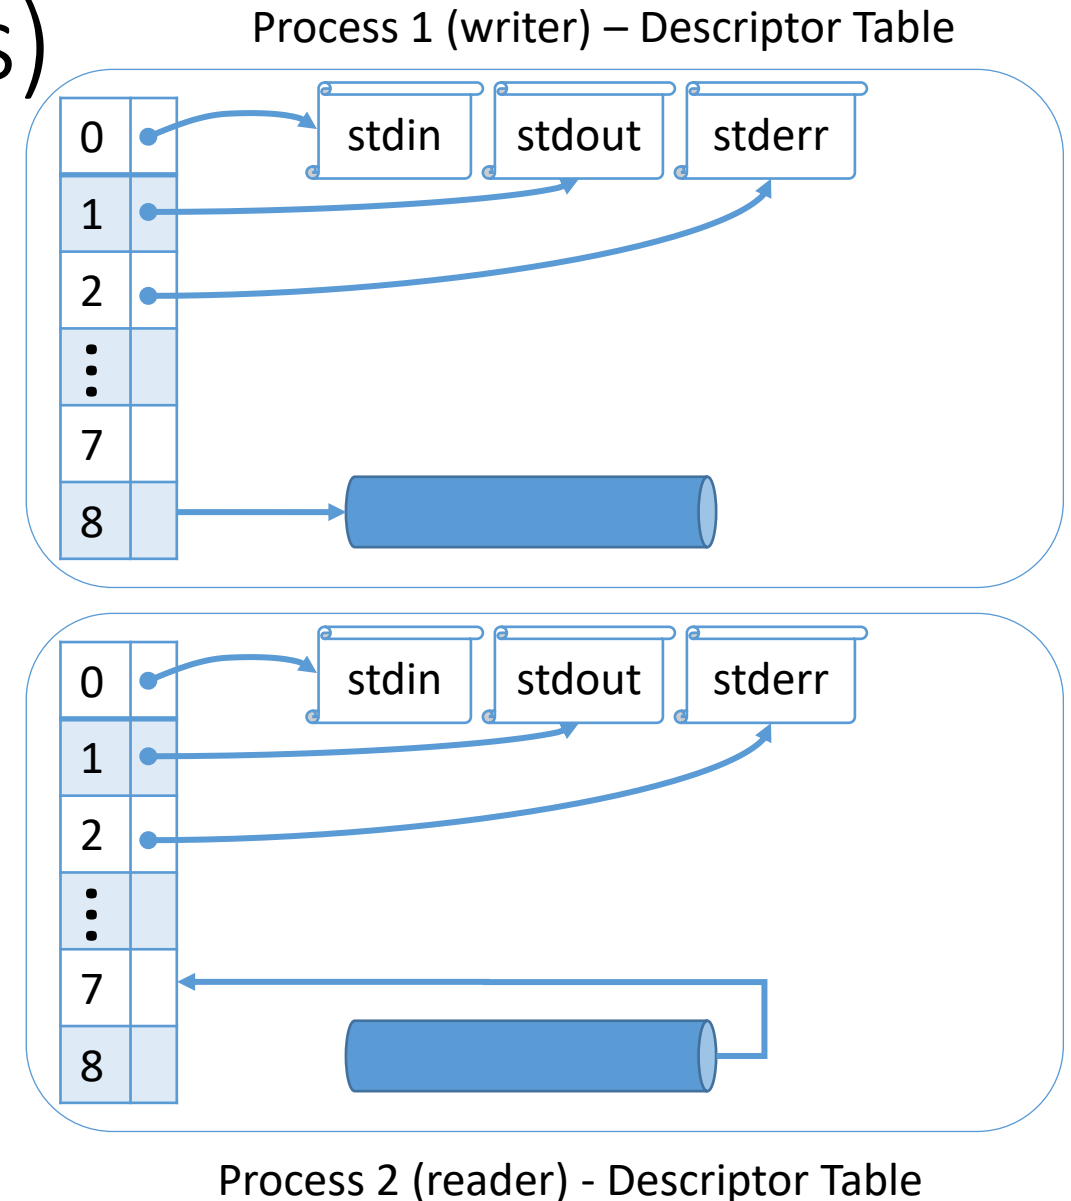 s)
Process 1 (writer) – Descriptor Table
0
stdin stdout stderr
1
2
⋮
7
8
0
stdin stdout stderr
1
2
⋮
7
8
Process 2 (reader) - Descriptor Table